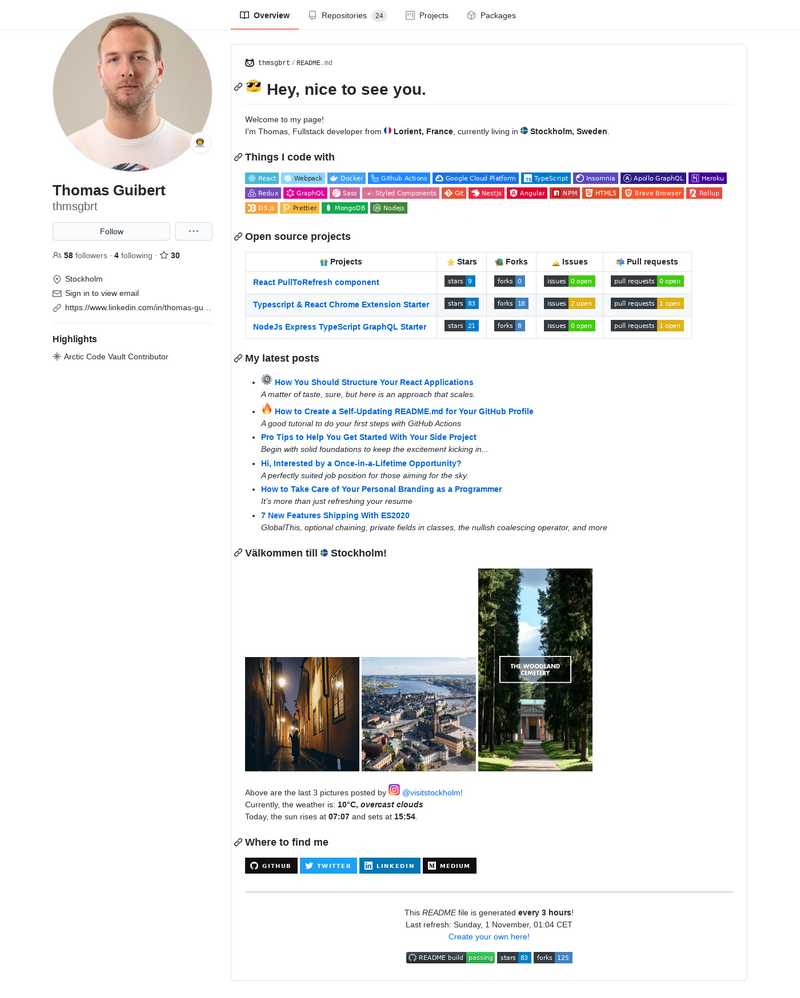 Overview
Repositories 24
Projects
Packages
Thomas Guibert
thmsgbrt
Follow
58 followers · 4 following · 30
Stockholm
Sign in to view email
https://www.linkedin.com/in/thomas-gu…
Highlights
Arctic Code Vault Contributor
thmsgbrt/README.md
Hey, nice to see you.
Welcome to my page!
I'm Thomas, Fullstack developer from Lorient, France, currently living in Stockholm, Sweden.
Things I code with
React Webpack Docker Github Actions Google Cloud Platform TypeScript Insomnia Apollo GraphQL Heroku
Redux GraphQL Sass Styled Components Git NestJs Angular NPM HTML5 Brave Browser Rollup
D3.js Prettier MongoDB Nodejs
Open source projects
Projects Stars Forks Issues Pull requests
React PullToRefresh component stars 9 forks 0 issues 0 open pull requests 0 open
Typescript & React Chrome Extension Starter stars 83 forks 18 issues 2 open pull requests 1 open
NodeJs Express TypeScript GraphQL Starter stars 21 forks 8 issues 0 open pull requests 1 open
My latest posts
How You Should Structure Your React Applications
A matter of taste, sure, but here is an approach that scales.
How to Create a Self-Updating README.md for Your GitHub Profile
A good tutorial to do your first steps with GitHub Actions
Pro Tips to Help You Get Started With Your Side Project
Begin with solid foundations to keep the excitement kicking in...
Hi, Interested by a Once-in-a-Lifetime Opportunity?
A perfectly suited job position for those aiming for the sky.
How to Take Care of Your Personal Branding as a Programmer
It's more than just refreshing your resume
7 New Features Shipping With ES2020
GlobalThis, optional chaining, private fields in classes, the nullish coalescing operator, and more
Välkommen till Stockholm!
THE WOODLAND
CEMETERY
Above are the last 3 pictures posted by @visitstockholm!
Currently, the weather is: 10°C, overcast clouds
Today, the sun rises at 07:07 and sets at 15:54.
Where to find me
GITHUB TWITTER LINKEDIN MEDIUM
This README file is generated every 3 hours!
Last refresh: Sunday, 1 November, 01:04 CET
Create your own here!
README build passing stars 83 forks 125